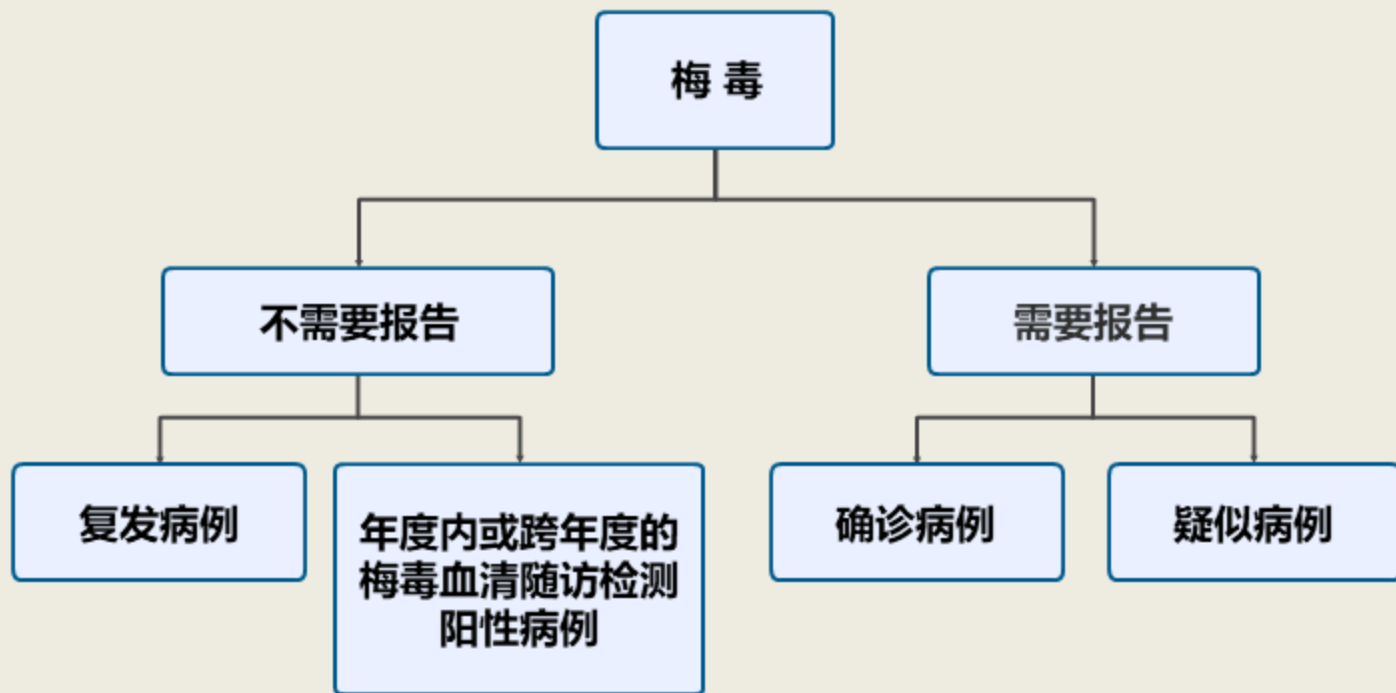 梅 毒
不需要报告
需要报告
复发病例
年度内或跨年度的
梅毒血清随访检测
阳性病例
确诊病例
疑似病例